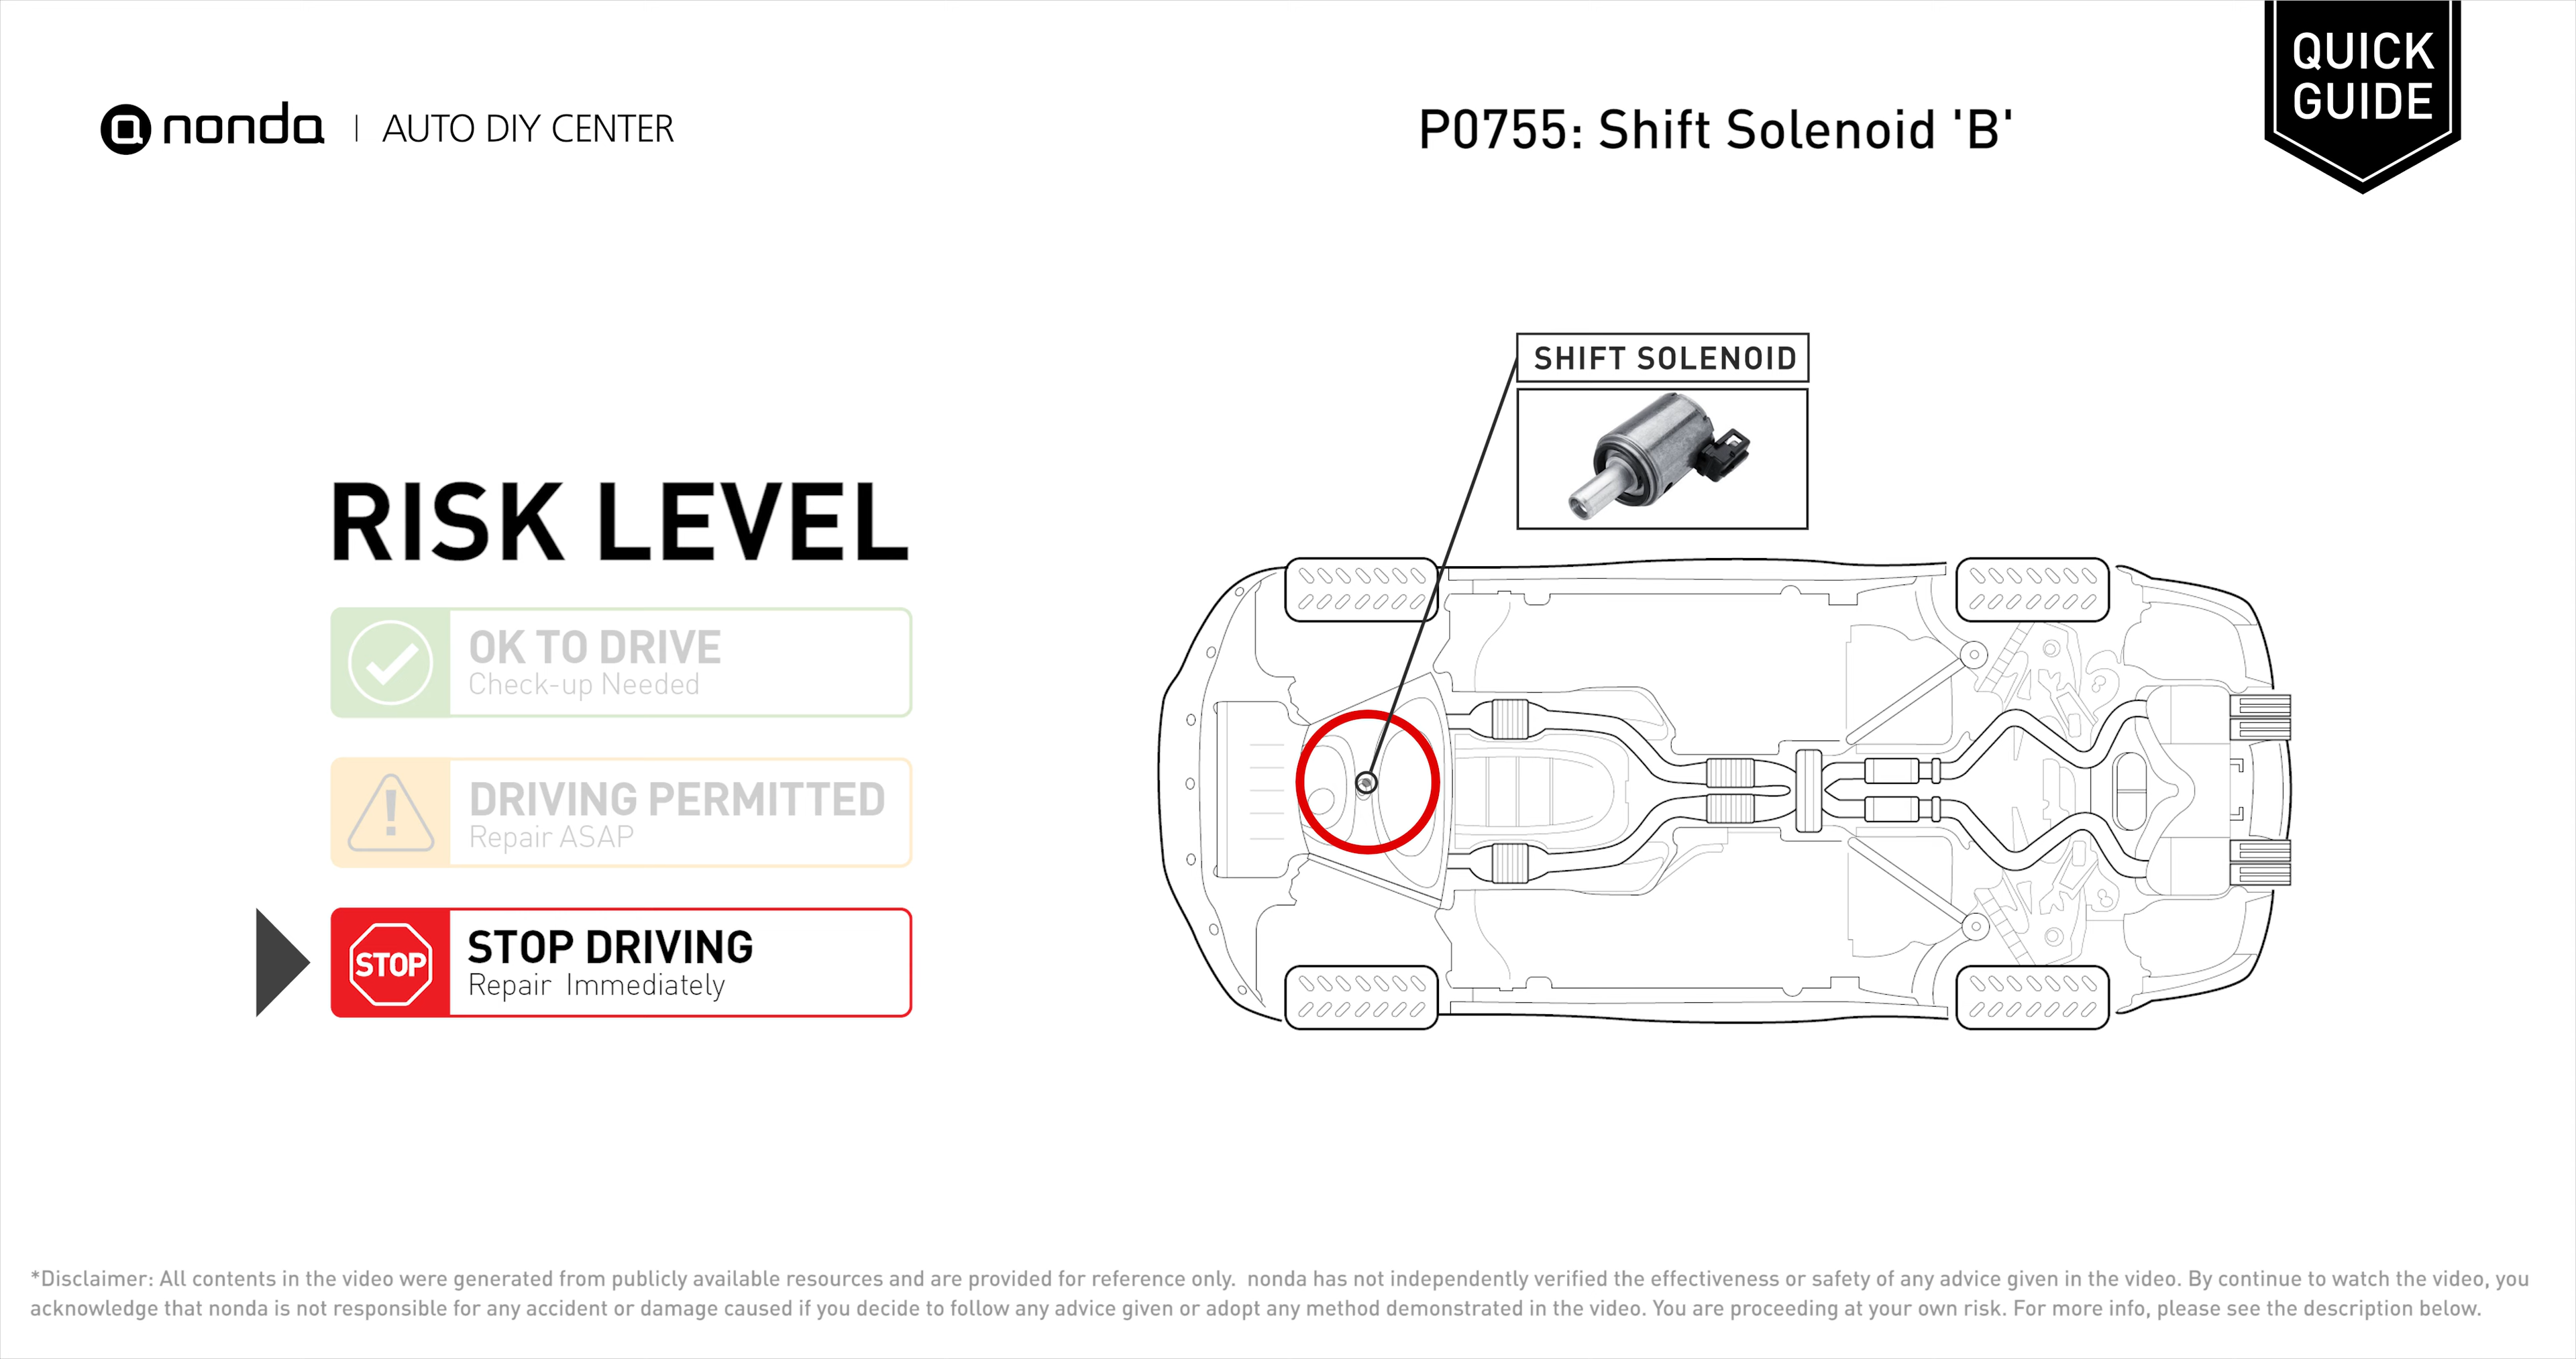 nonda | AUTO DIY CENTER
P0755: Shift Solenoid 'B'
QUICK
GUIDE
SHIFT SOLENOID
RISK LEVEL
OK TO DRIVE
Check-up Needed
DRIVING PERMITTED
Repair ASAP
STOP
STOP DRIVING
Repair Immediately
*Disclaimer: All contents in the video were generated from publicly available resources and are provided for reference only. nonda has not independently verified the effectiveness or safety of any advice given in the video. By continue to watch the video, you
acknowledge that nonda is not responsible for any accident or damage caused if you decide to follow any advice given or adopt any method demonstrated in the video. You are proceeding at your own risk. For more info, please see the description below.